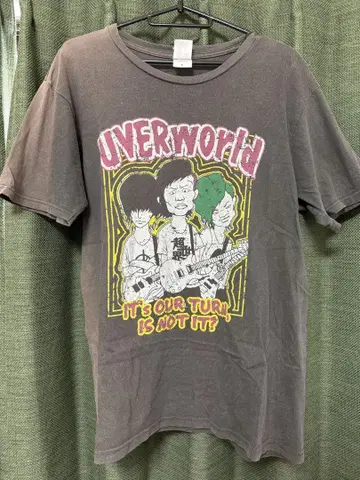 UVERworld
IT'S OUR TURN,
IS NOT IT?